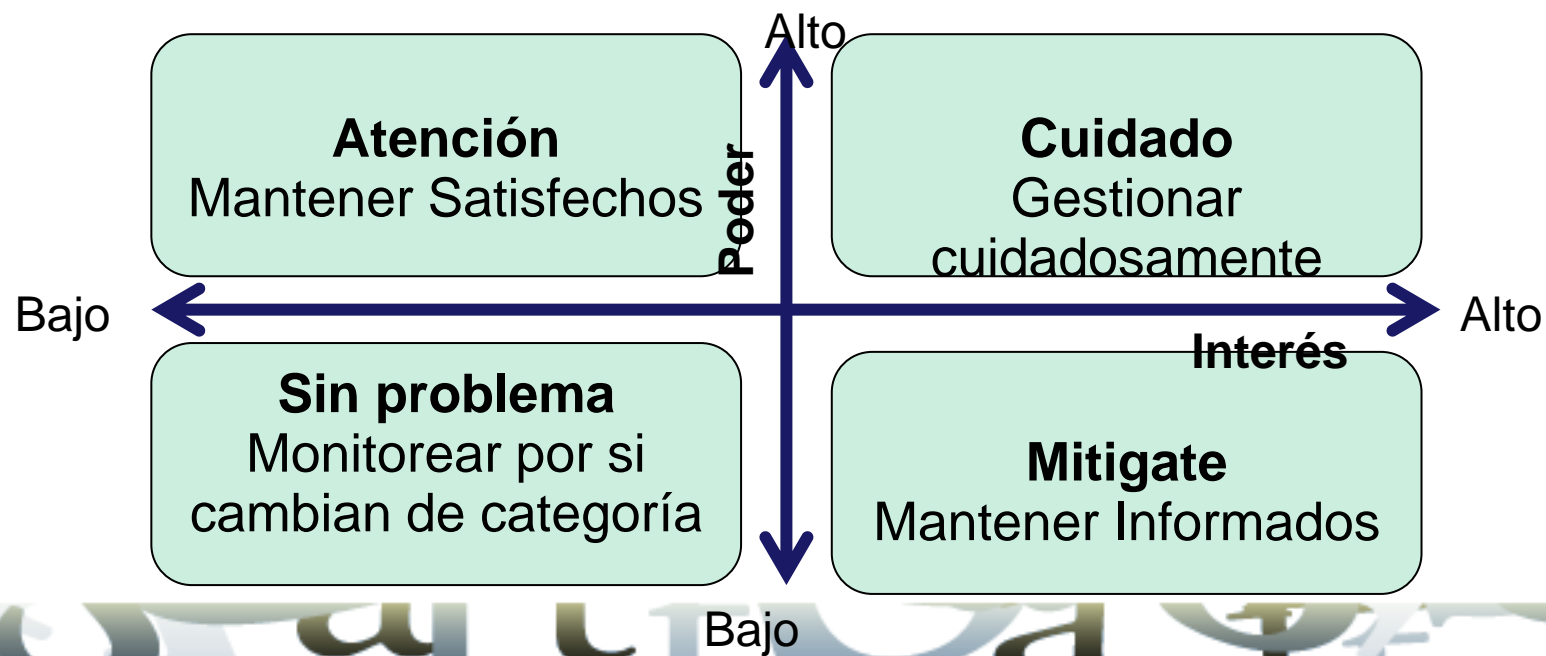 Alto
Atención
Mantener Satisfechos
Poder
Cuidado
Gestionar
cuidadosamente
Bajo
Alto
Interés
Sin problema
Monitorear por si
cambian de categoría
Mitigate
Mantener Informados
Bajo